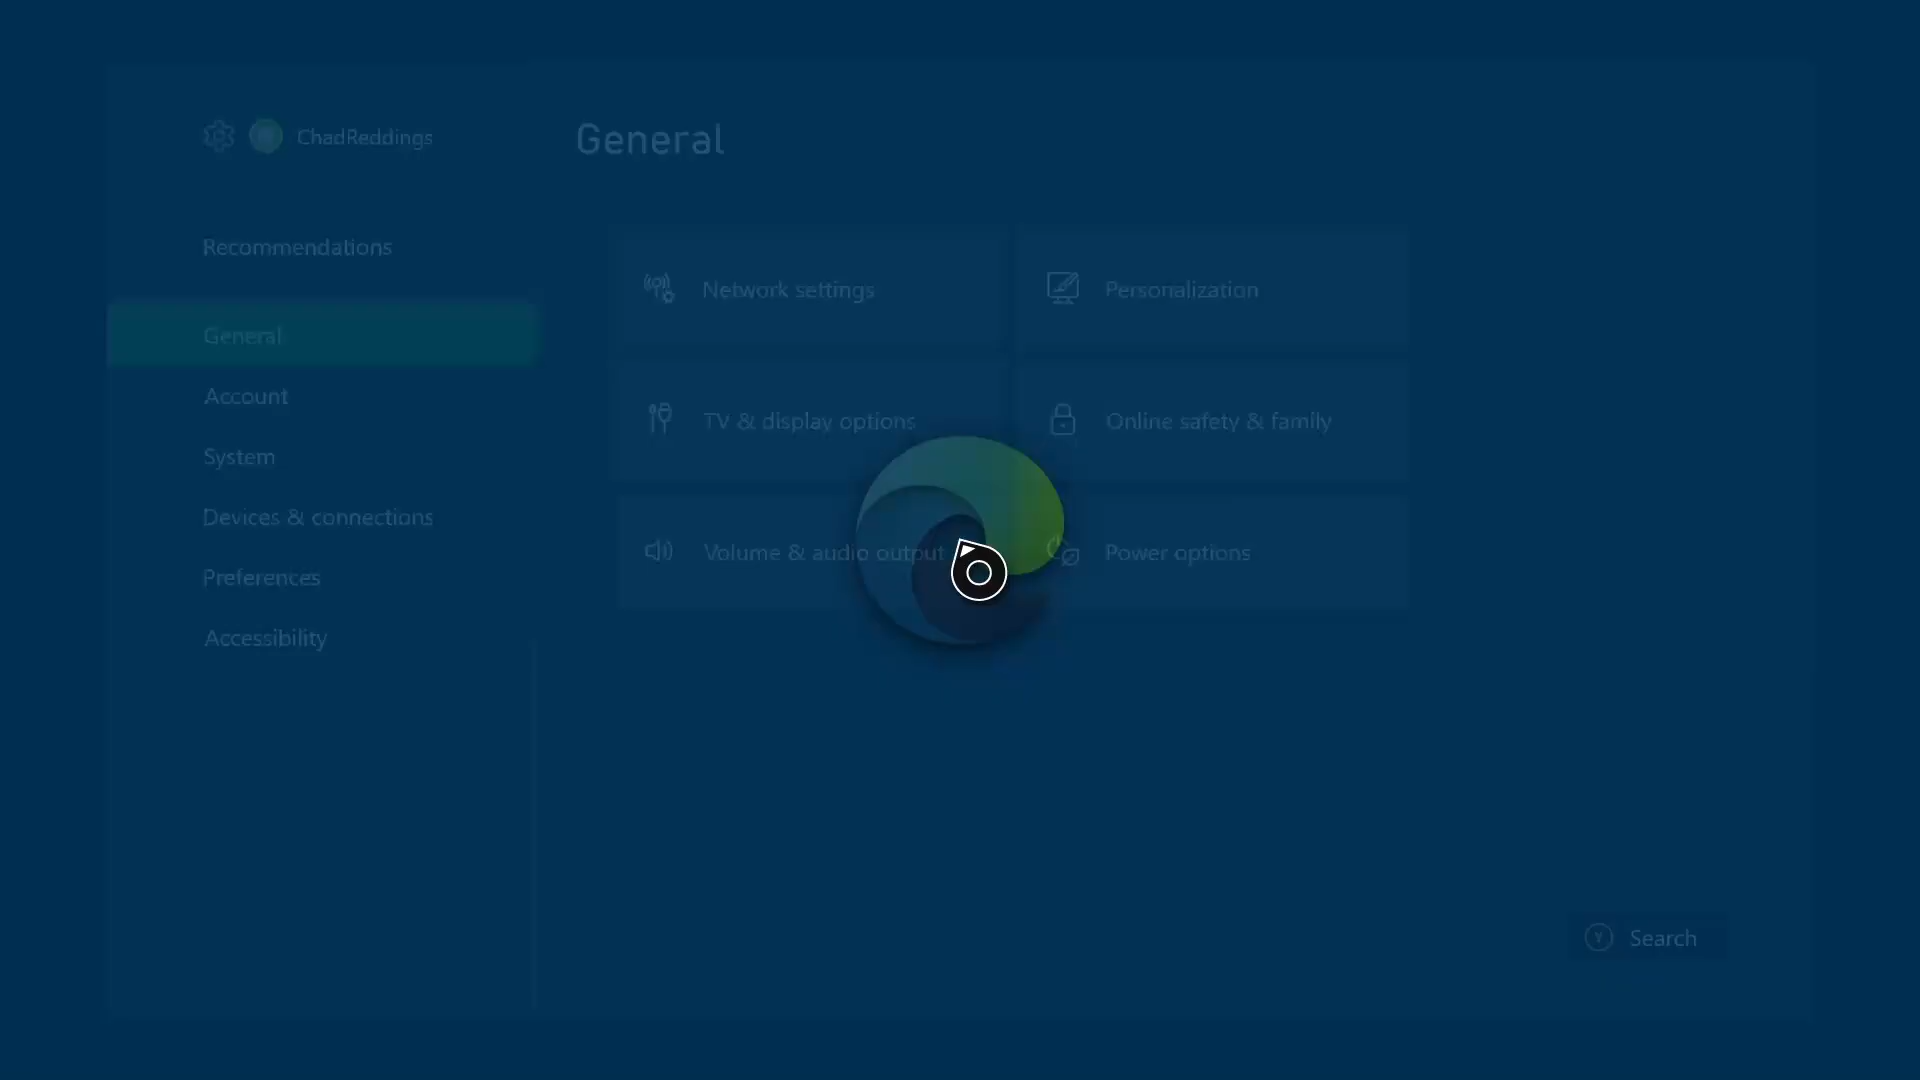 ChadReddings
General
Recommendations
General
Account
System
Devices & connections
Preferences
Accessibility
Network settings
Personalization
TV & display options
Online safety & family
Volume & audio output
Power options
Y Search